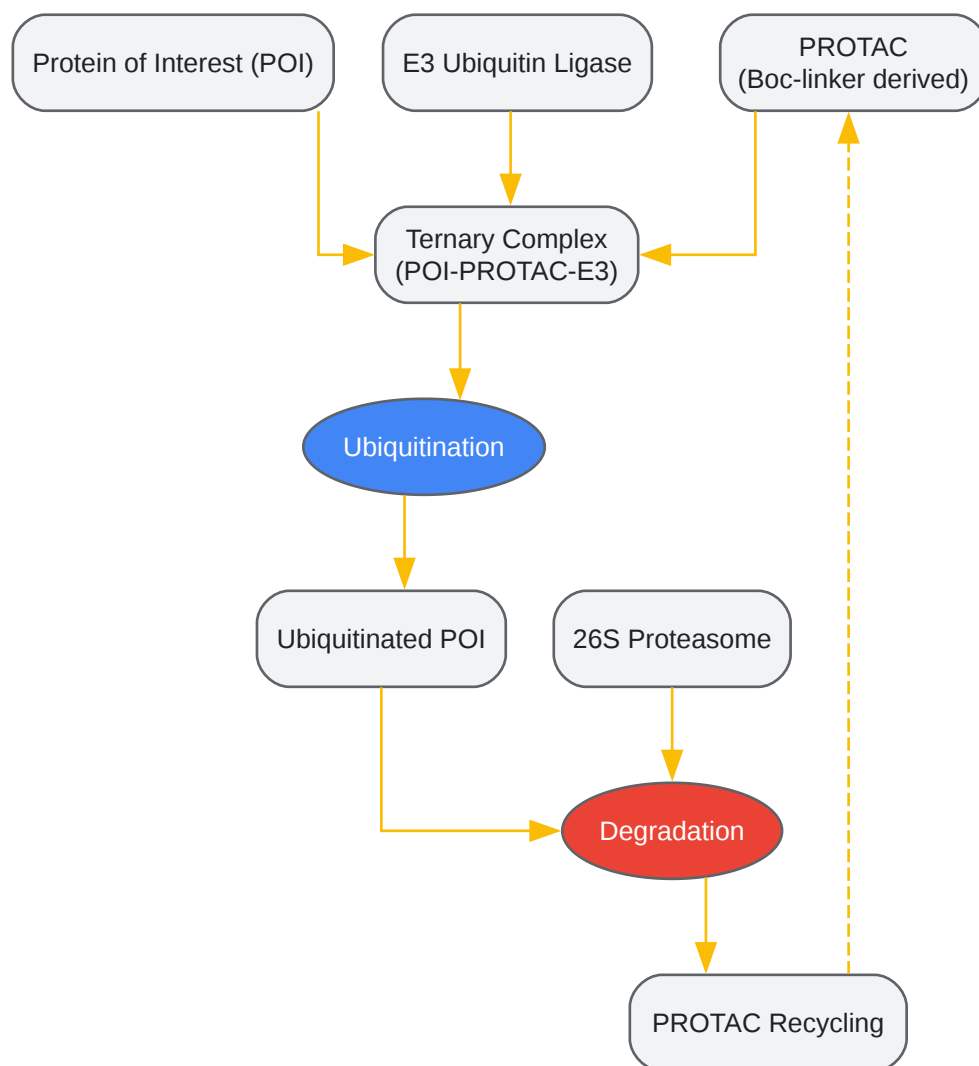 Protein of Interest (POI)
E3 Ubiquitin Ligase
PROTAC
(Boc-linker derived)
Ternary Complex
(POI-PROTAC-E3)
Ubiquitination
Ubiquitinated POI
26S Proteasome
Degradation
PROTAC Recycling